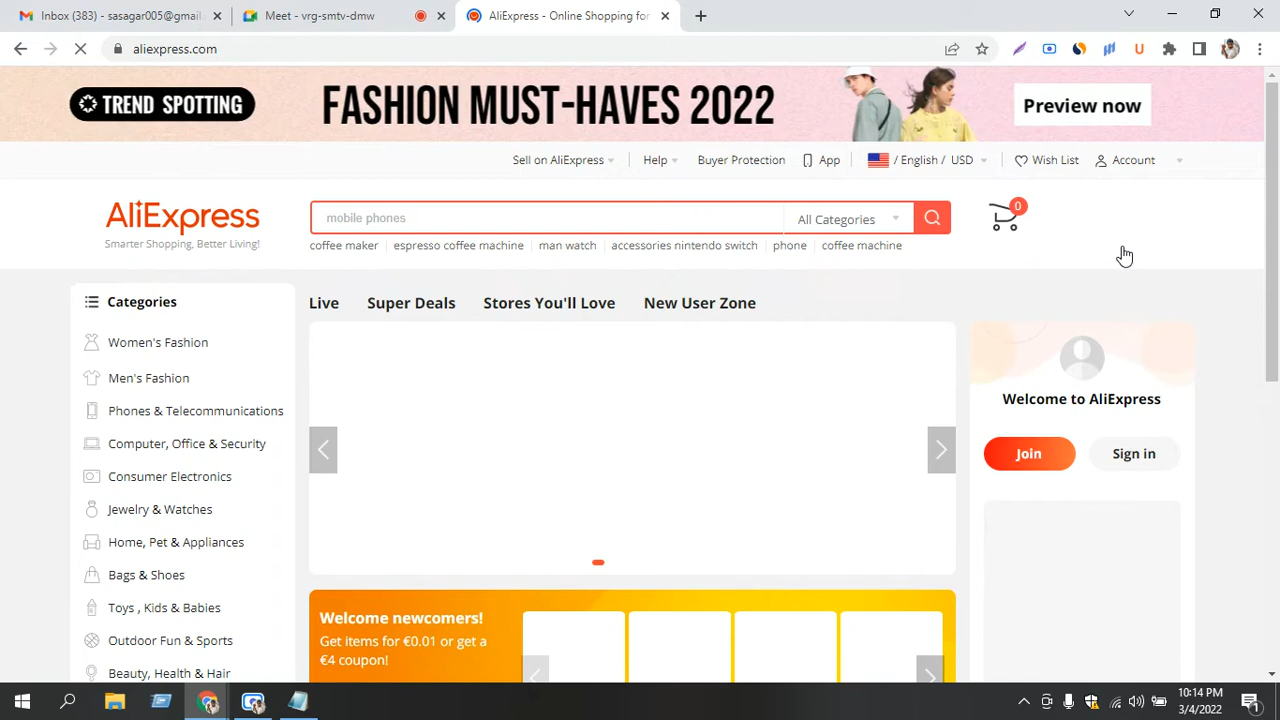 Inbox (383) - sasagar005@gmail.
Meet - vrg-smtv-dmw
AliExpress - Online Shopping for
aliexpress.com
TREND SPOTTING
FASHION MUST-HAVES 2022
Preview now
Sell on AliExpress
Help
Buyer Protection
App
/ English / USD
Wish List
Account
AliExpress
Smarter Shopping, Better Living!
mobile phones
All Categories
0
coffee maker
espresso coffee machine
man watch
accessories nintendo switch
phone
coffee machine
Categories
Women's Fashion
Men's Fashion
Phones & Telecommunications
Computer, Office & Security
Consumer Electronics
Jewelry & Watches
Home, Pet & Appliances
Bags & Shoes
Toys , Kids & Babies
Outdoor Fun & Sports
Beauty, Health & Hair
Live
Super Deals
Stores You'll Love
New User Zone
Welcome to AliExpress
Join
Sign in
Welcome newcomers!
Get items for €0.01 or get a
€4 coupon!
10:14 PM
3/4/2022
1